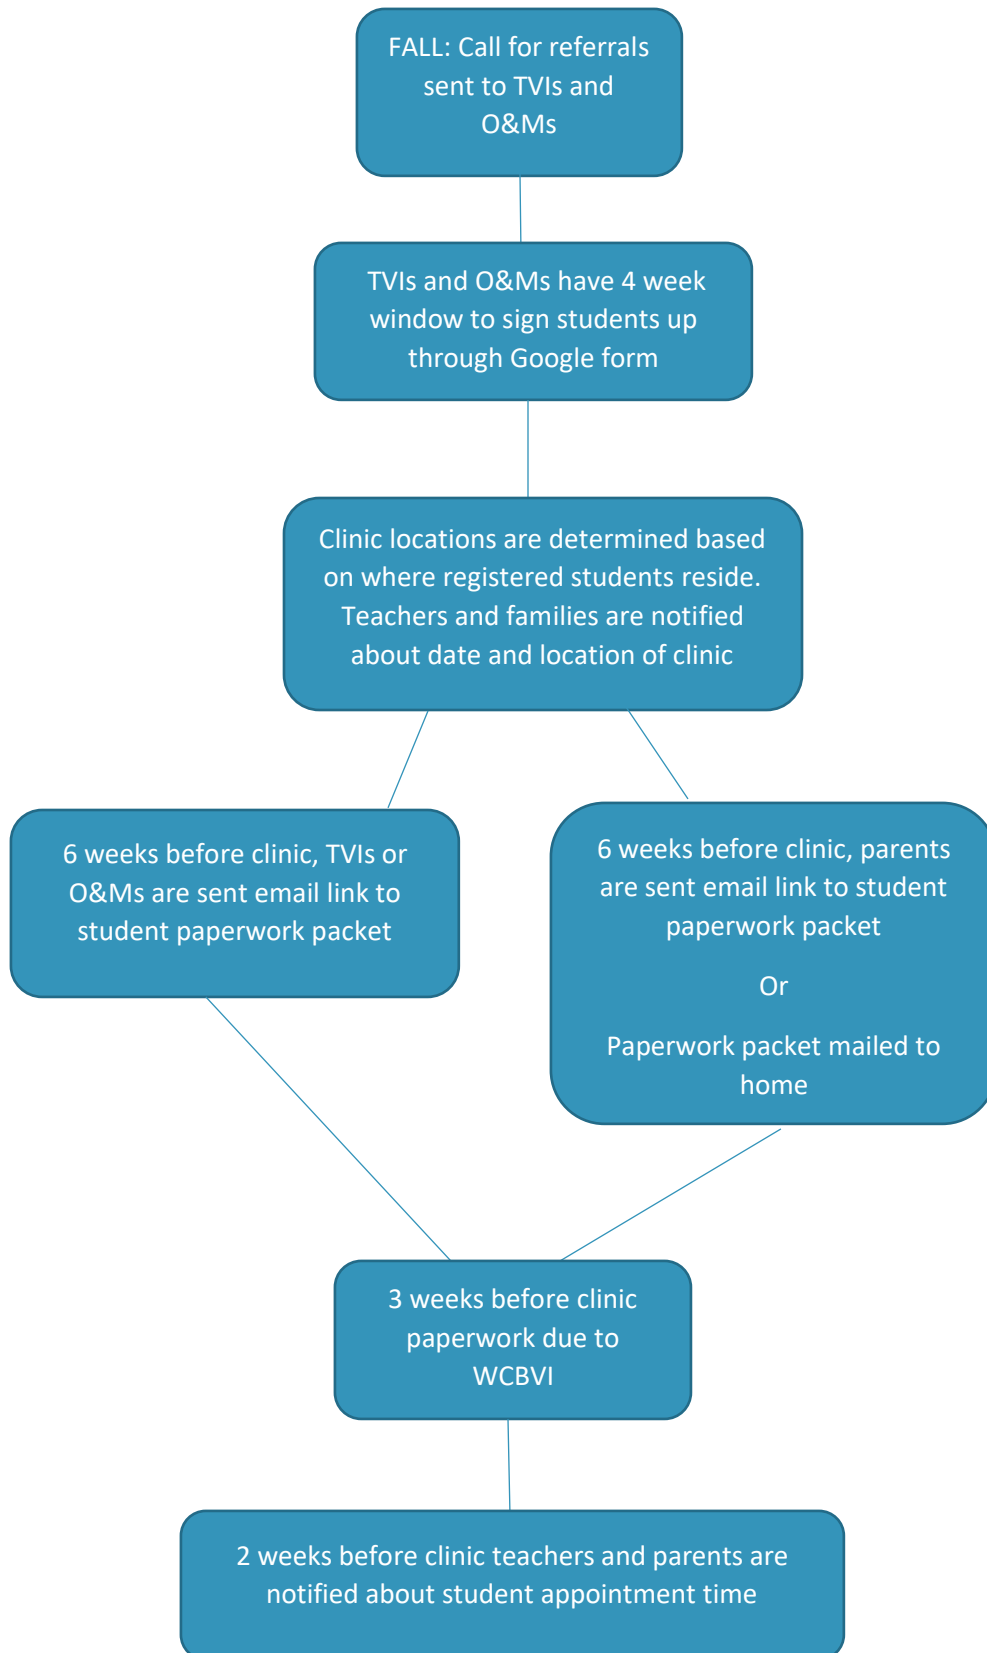 FALL: Call for referrals
sent to TVIs and
O&Ms
TVIs and O&Ms have 4 week
window to sign students up
through Google form
Clinic locations are determined based
on where registered students reside.
Teachers and families are notified
about date and location of clinic
6 weeks before clinic, TVIs or
O&Ms are sent email link to
student paperwork packet
6 weeks before clinic, parents
are sent email link to student
paperwork packet
Or
Paperwork packet mailed to
home
3 weeks before clinic
paperwork due to
WCBVI
2 weeks before clinic teachers and parents are
notified about student appointment time